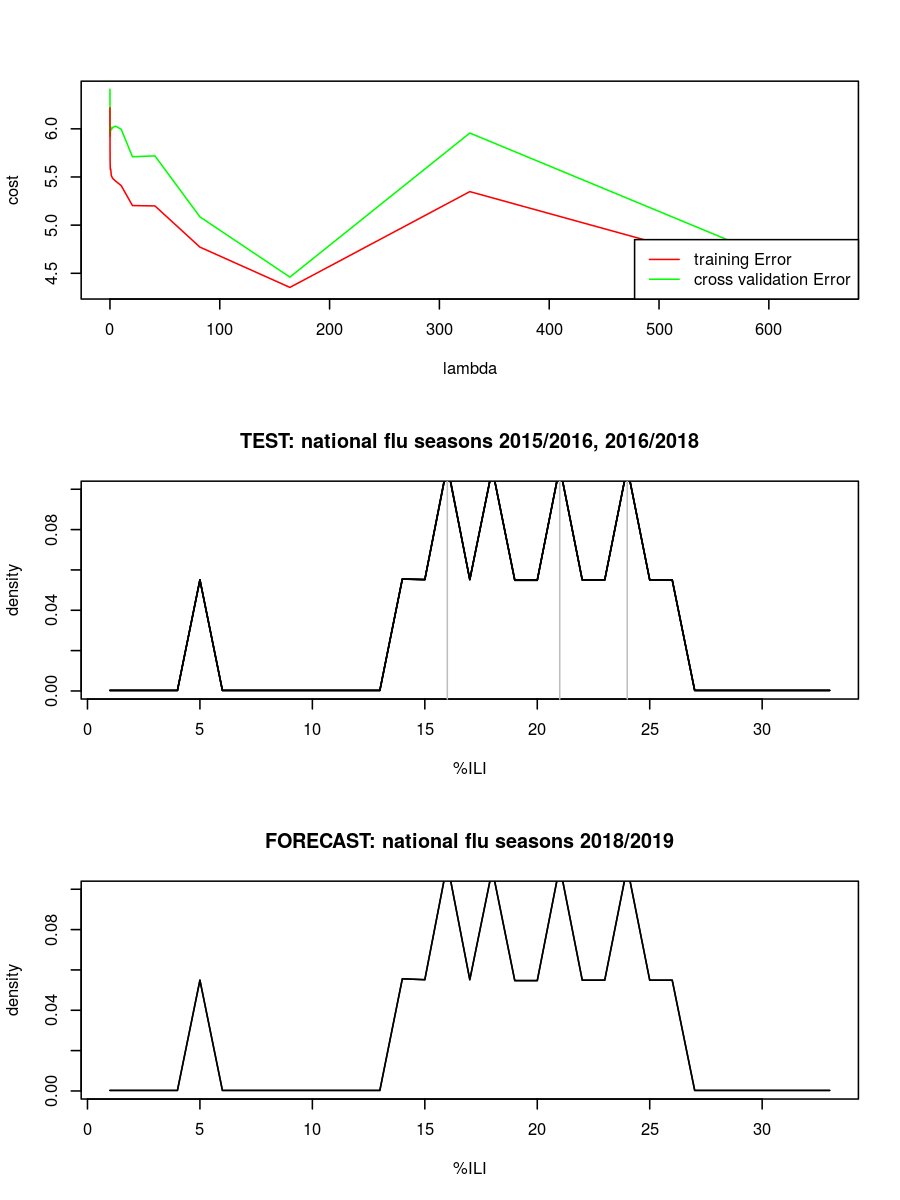 cost
6.0
5.5
5.0
4.5
training Error
cross validation Error
0 100 200 300 400 500 600
lambda
TEST: national flu seasons 2015/2016, 2016/2018
density
0.08
0.04
0.00
0 5 10 15 20 25 30
%ILI
FORECAST: national flu seasons 2018/2019
density
0.08
0.04
0.00
0 5 10 15 20 25 30
%ILI